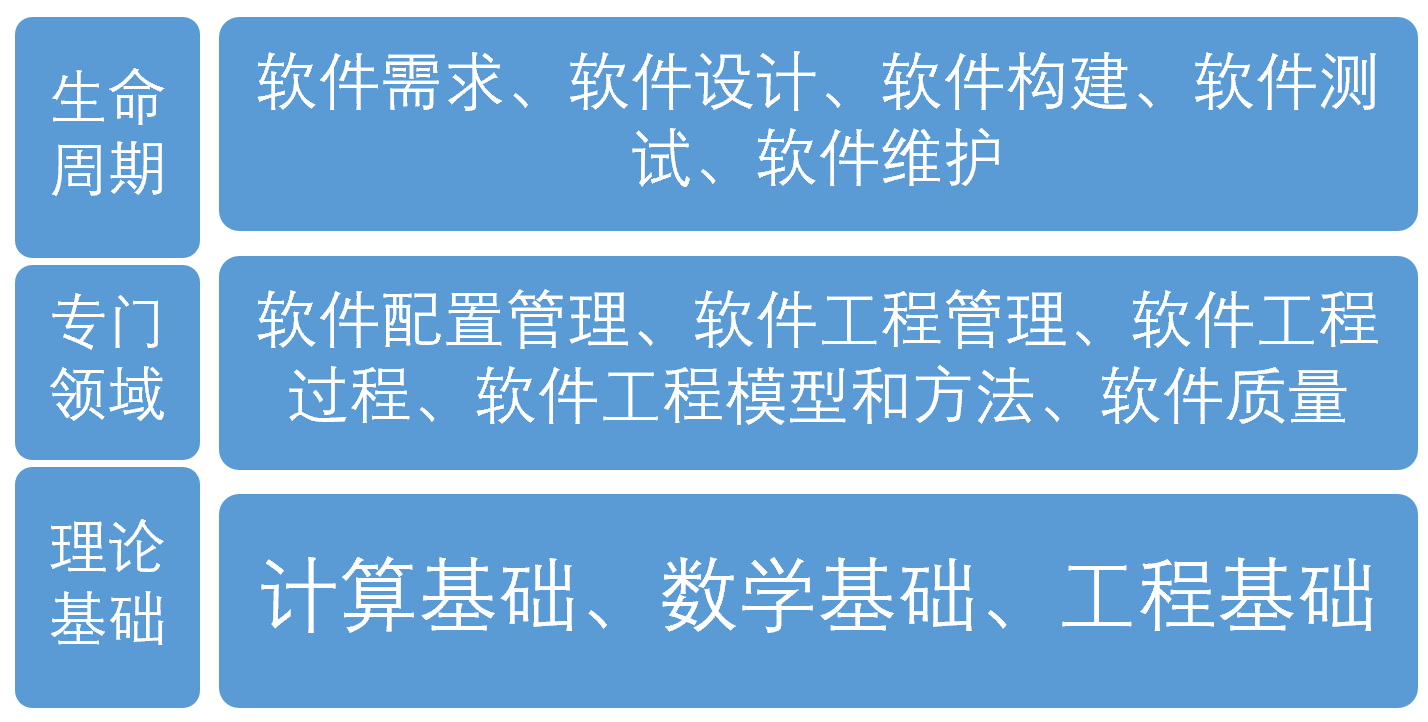 生命
周期
软件需求、软件设计、软件构建、软件测
试、软件维护
专门
领域
软件配置管理、软件工程管理、软件工程
过程、软件工程模型和方法、软件质量
理论
基础
计算基础、数学基础、工程基础